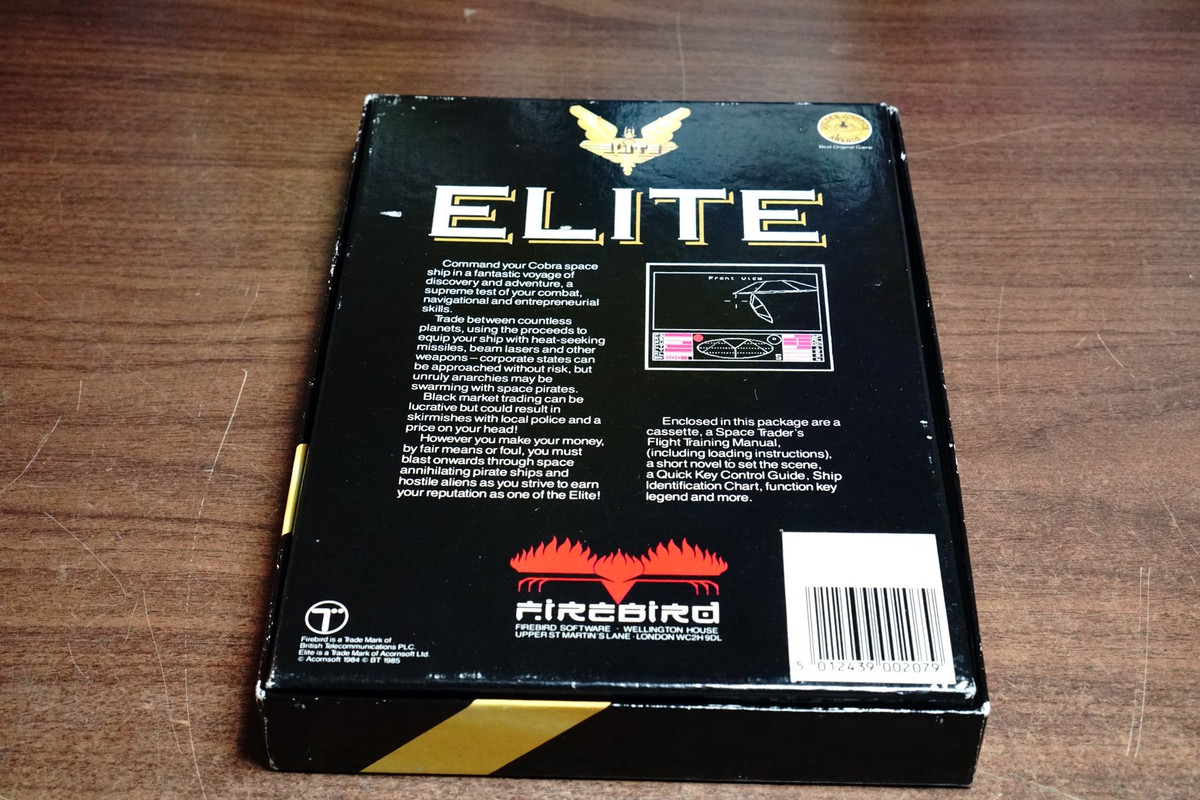 ELITE
Best Original Game
ELITE
Command your Cobra space
ship in a fantastic voyage of
discovery and adventure, a
supreme test of your combat,
navigational and entrepreneurial
skills.
Trade between countless
planets, using the proceeds to
equip your ship with heat-seeking
missiles, beam lasers and other
weapons – corporate states can
be approached without risk, but
unruly anarchies may be
swarming with space pirates.
Black market trading can be
lucrative but could result in
skirmishes with local police and a
price on your head!
However you make your money,
by fair means or foul, you must
blast onwards through space
annihilating pirate ships and
hostile aliens as you strive to earn
your reputation as one of the Elite!
Front View
Enclosed in this package are a
cassette, a Space Trader's
Flight Training Manual,
(including loading instructions),
a short novel to set the scene,
a Quick Key Control Guide, Ship
Identification Chart, function key
legend and more.
FIREBIRD
FIREBIRD SOFTWARE · WELLINGTON HOUSE
UPPER ST MARTIN'S LANE · LONDON WC2H 9DL
T
Firebird is a Trade Mark of
British Telecommunications PLC.
Elite is a Trade Mark of Acornsoft Ltd.
© Acornsoft 1984 © BT 1985
5 012439 002079